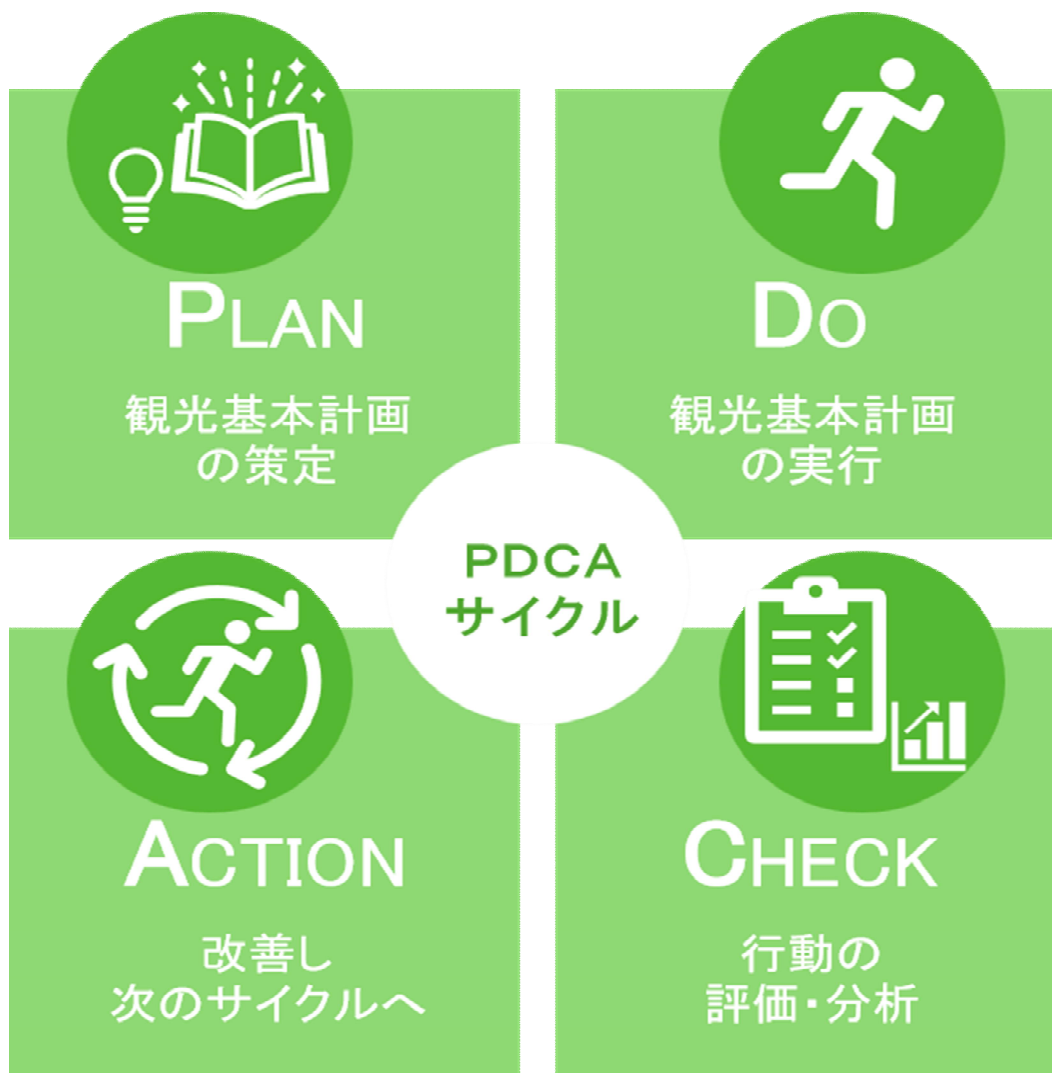 PLAN
観光基本計画
の策定
DO
観光基本計画
の実行
PDCA
サイクル
ACTION
改善し
次のサイクルへ
CHECK
行動の
評価・分析